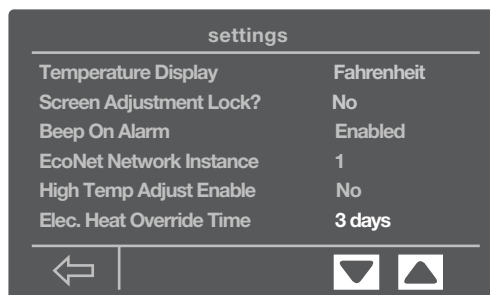 settings
Temperature Display Fahrenheit
Screen Adjustment Lock? No
Beep On Alarm Enabled
EcoNet Network Instance 1
High Temp Adjust Enable No
Elec. Heat Override Time 3 days